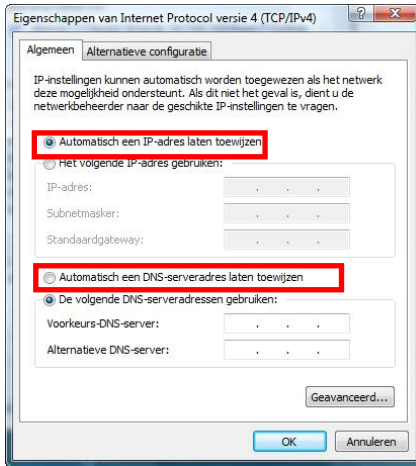 Eigenschappen van Internet Protocol versie 4 (TCP/IPv4)
Algemeen
Alternatieve configuratie
IP-instellingen kunnen automatisch worden toegewezen als het netwerk
deze mogelijkheid ondersteunt. Als dit niet het geval is, dient u de
netwerkbeheerder naar de geschikte IP-instellingen te vragen.
Automatisch een IP-adres laten toewijzen
Het volgende IP-adres gebruiken:
IP-adres:
Subnetmasker:
Standaardgateway:
Automatisch een DNS-serveradres laten toewijzen
De volgende DNS-serveradressen gebruiken:
Voorkeurs-DNS-server:
Alternatieve DNS-server:
Geavanceerd...
OK
Annuleren